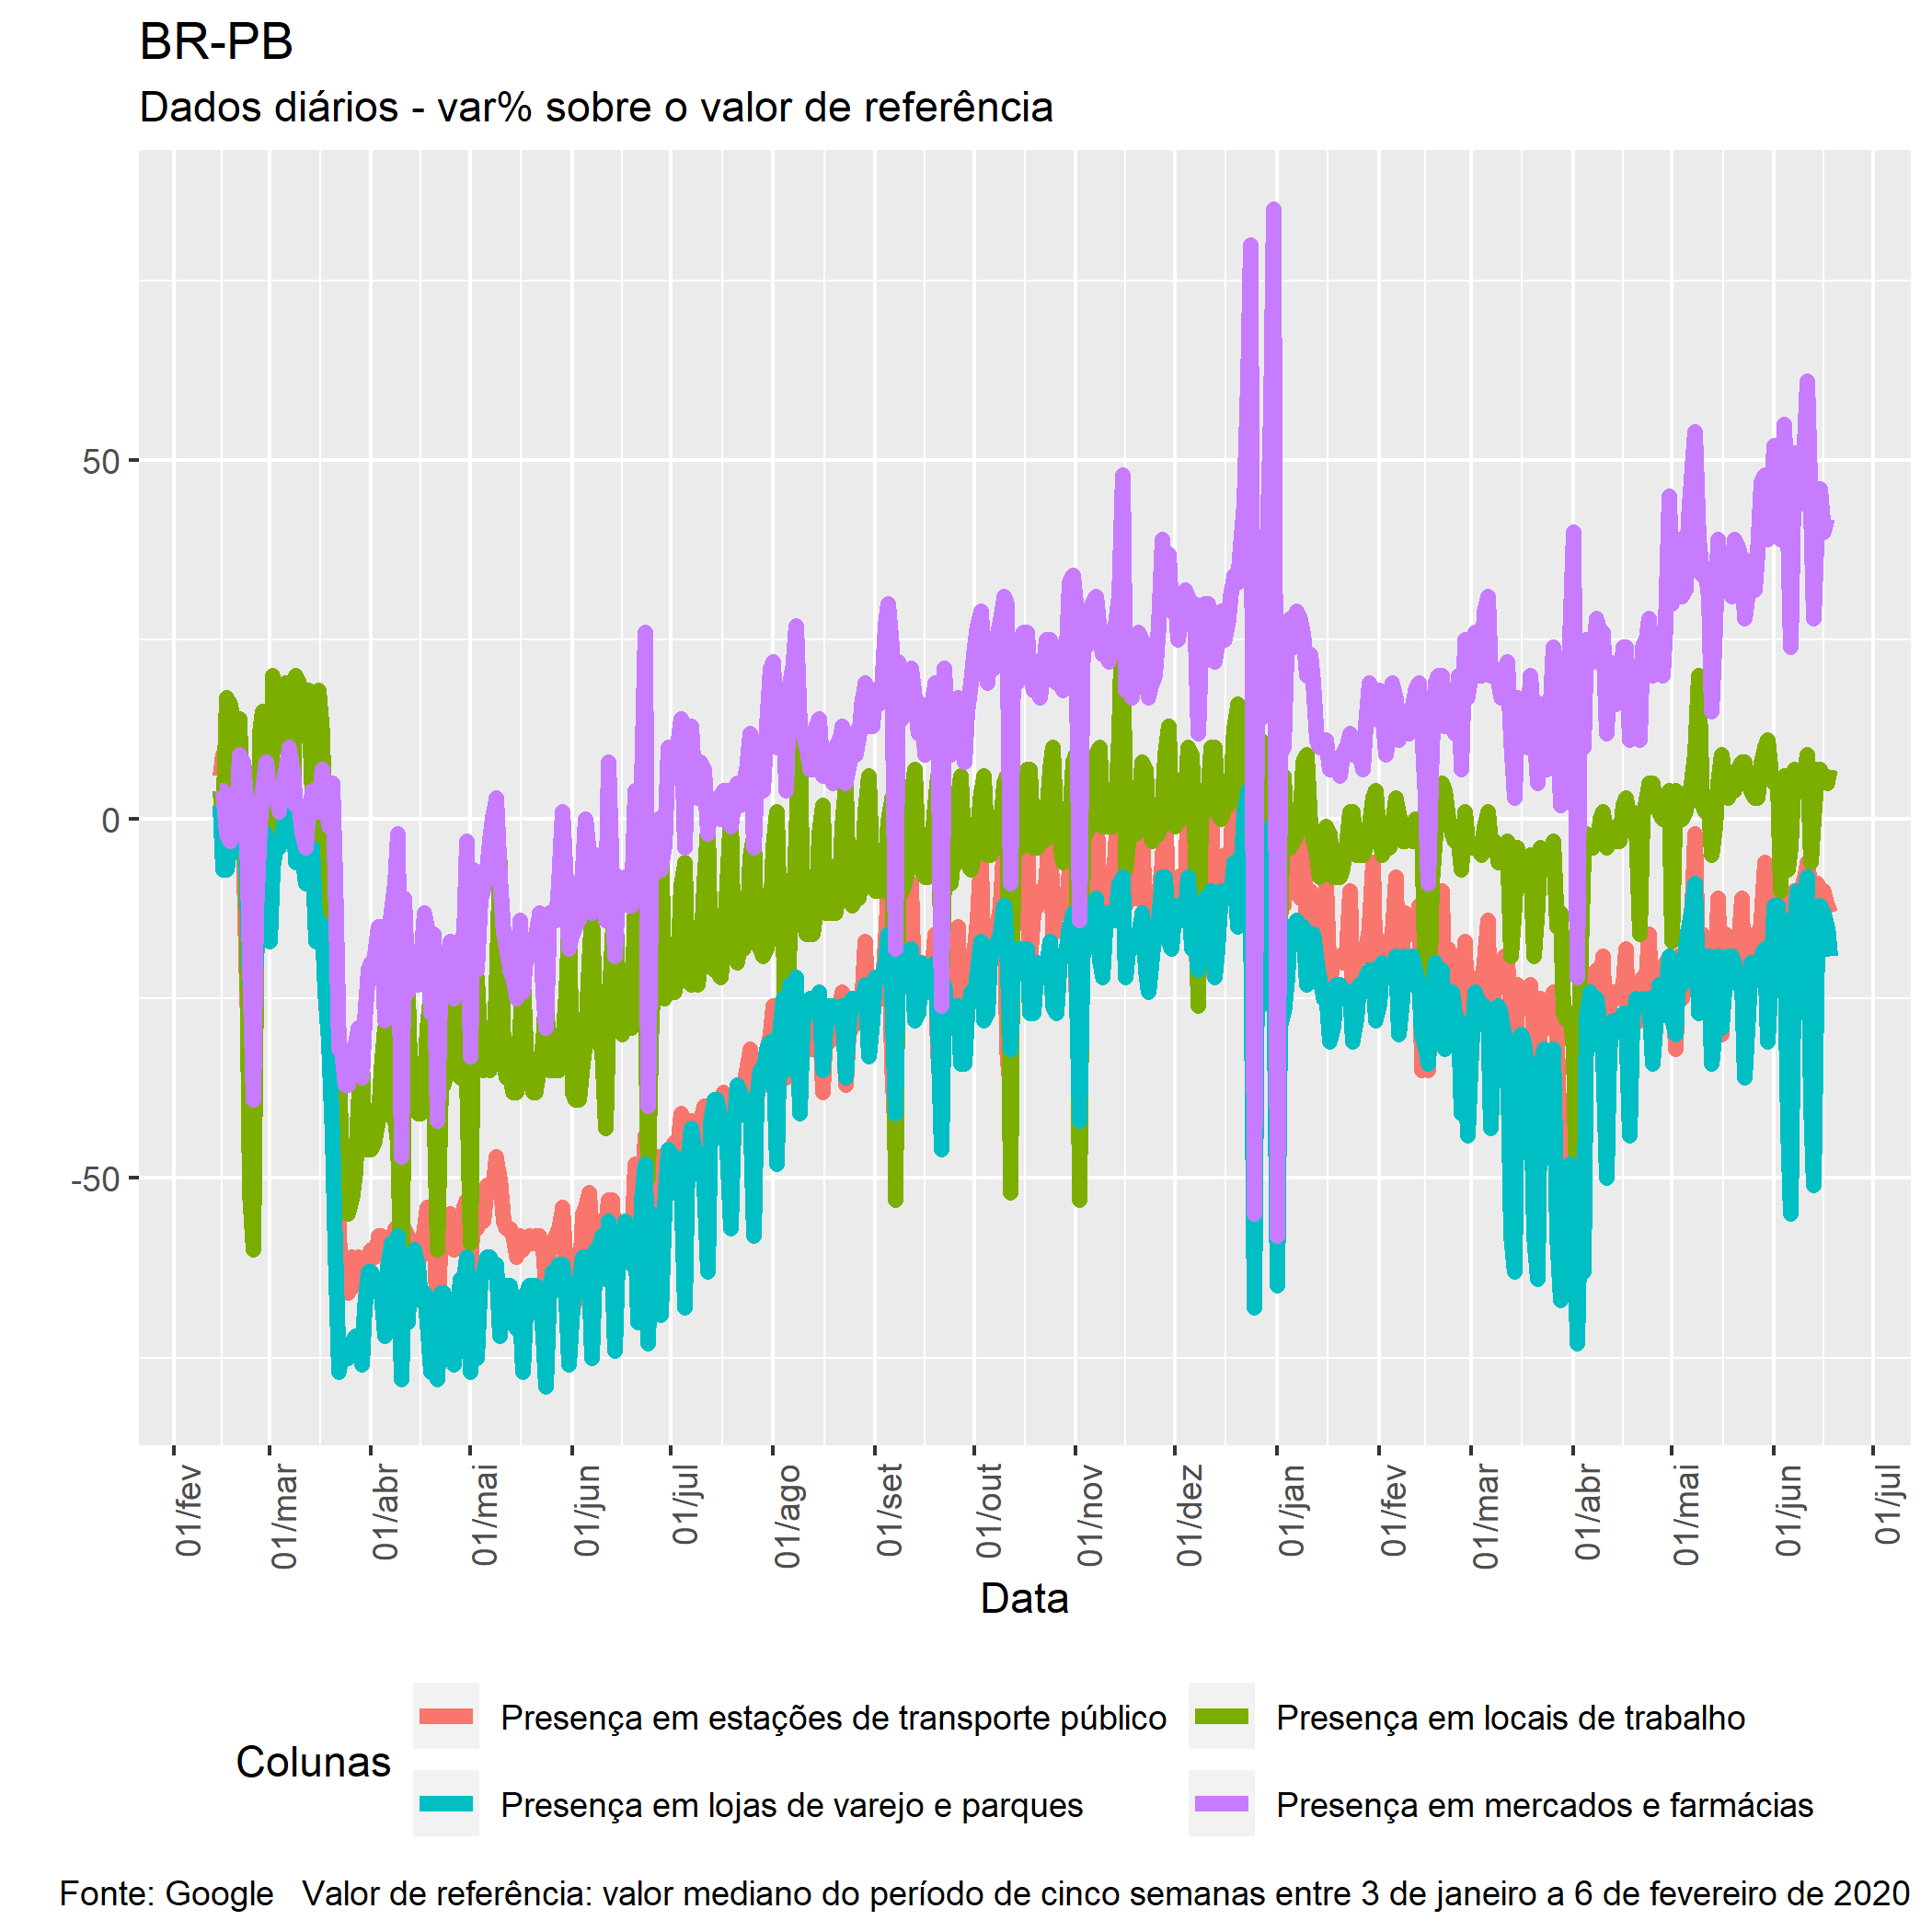 BR-PB
Dados diários - var% sobre o valor de referência
50
0
-50
01/fev
01/mar
01/abr
01/mai
01/jun
01/jul
01/ago
01/set
01/out
01/nov
01/dez
01/jan
01/fev
01/mar
01/abr
01/mai
01/jun
01/jul
Data
Colunas
Presença em estações de transporte público
Presença em locais de trabalho
Presença em lojas de varejo e parques
Presença em mercados e farmácias
Fonte: Google   Valor de referência: valor mediano do período de cinco semanas entre 3 de janeiro a 6 de fevereiro de 2020